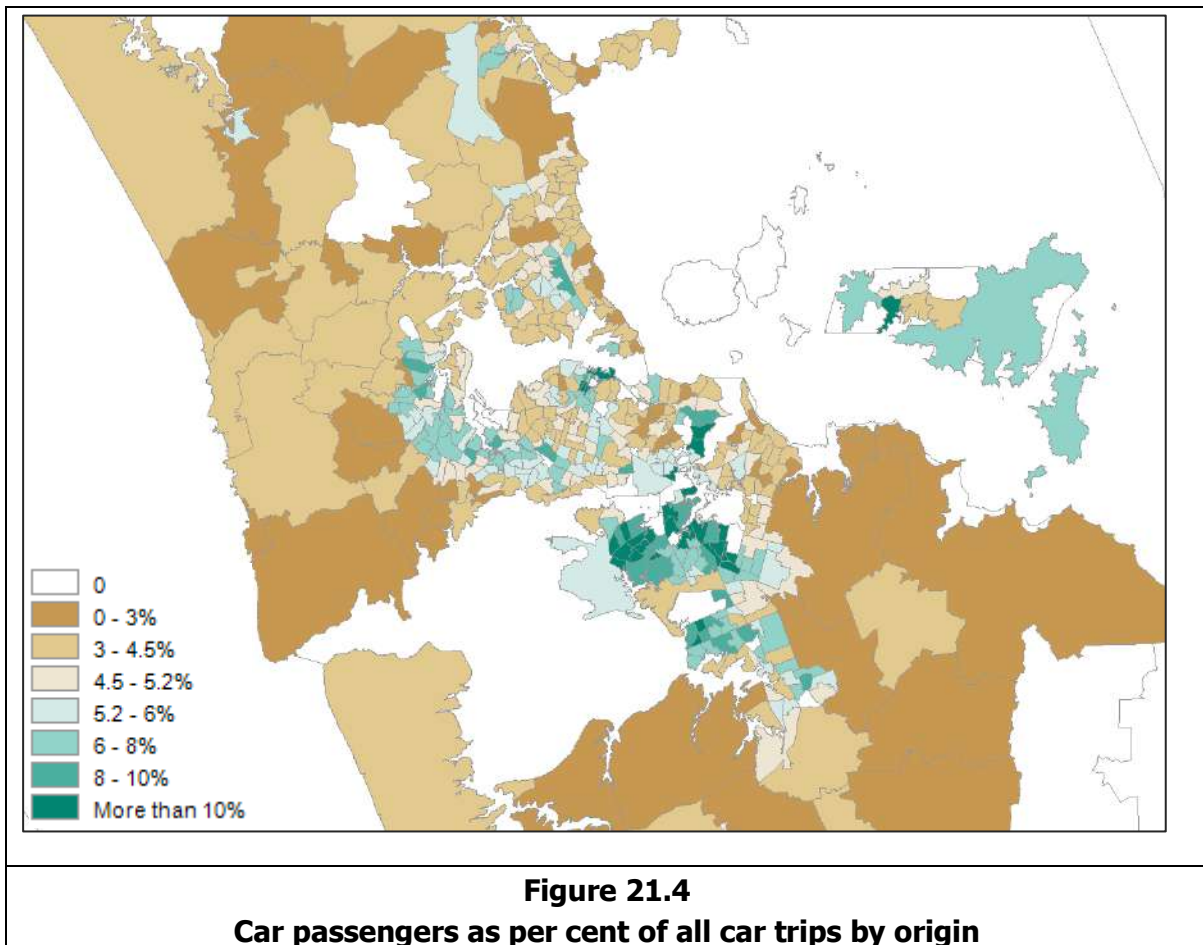 0
0 - 3%
3 - 4.5%
4.5 - 5.2%
5.2 - 6%
6 - 8%
8 - 10%
More than 10%
Figure 21.4
Car passengers as per cent of all car trips by origin